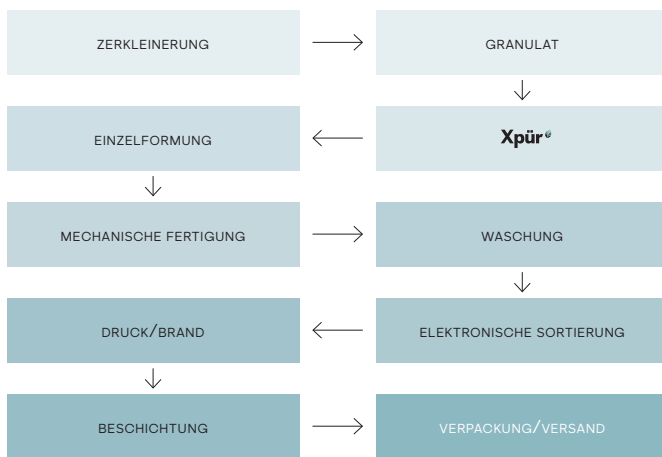 ZERKLEINERUNG
GRANULAT
Xpür
EINZELFORMUNG
MECHANISCHE FERTIGUNG
WASCHUNG
ELEKTRONISCHE SORTIERUNG
DRUCK/BRAND
BESCHICHTUNG
VERPACKUNG/VERSAND